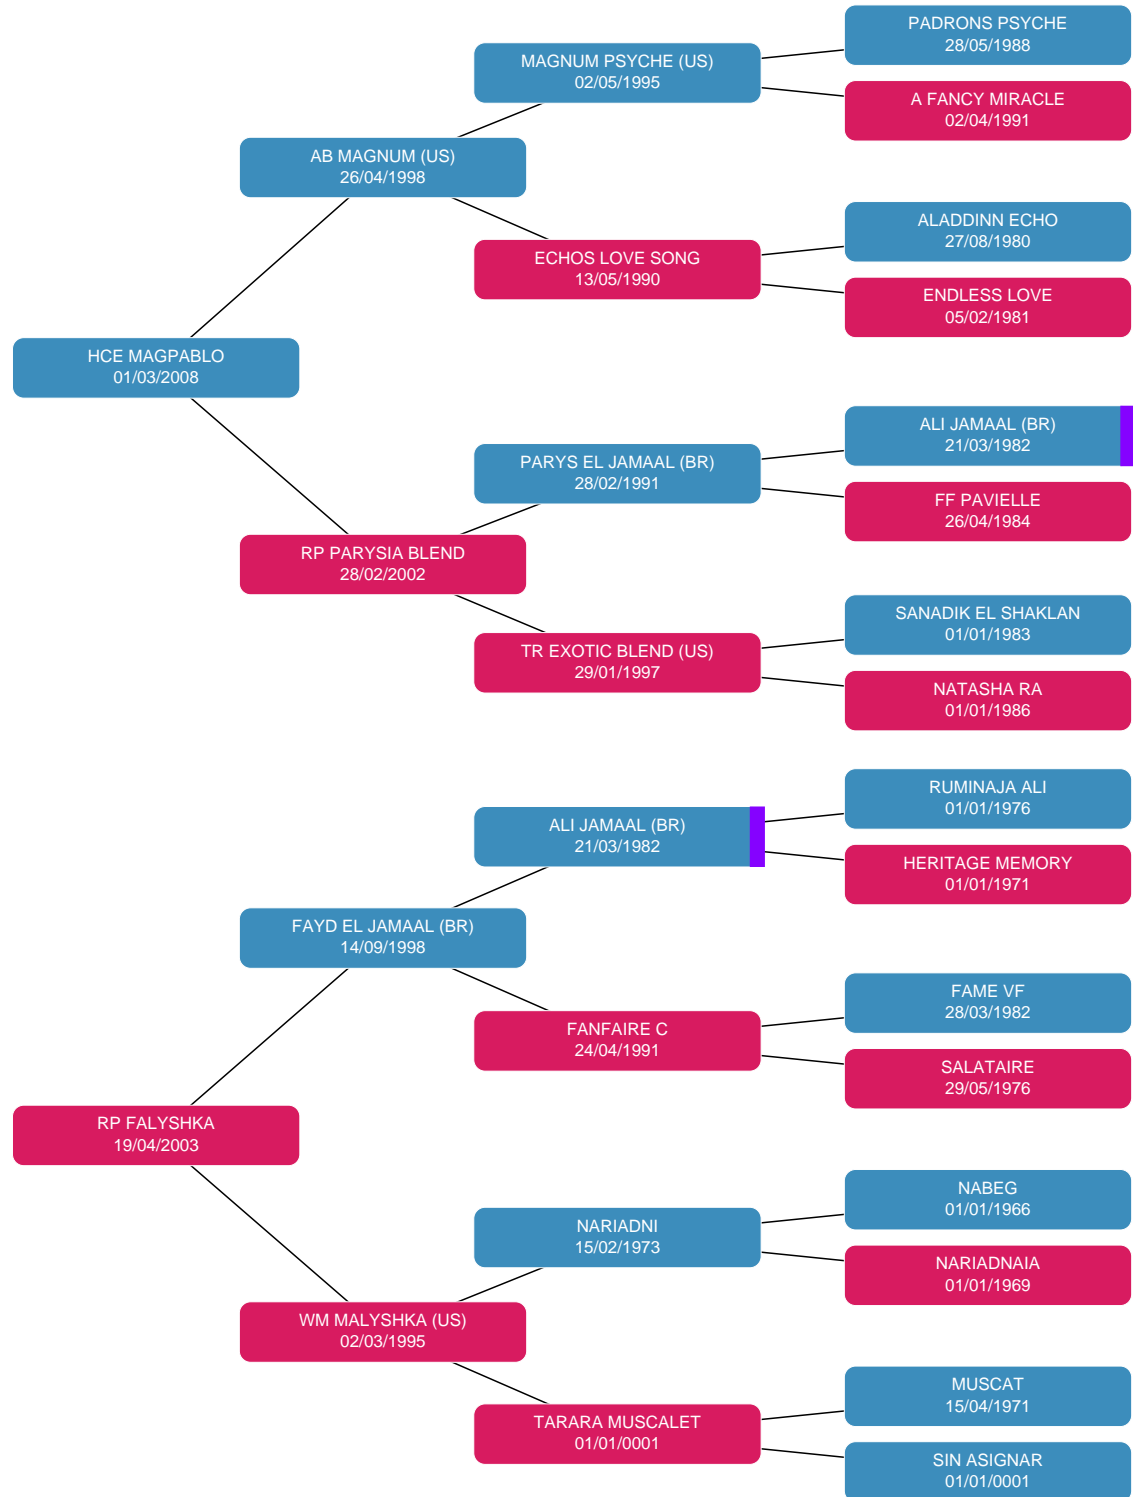 PADRONS PSYCHE
28/05/1988
MAGNUM PSYCHE (US)
02/05/1995
A FANCY MIRACLE
02/04/1991
AB MAGNUM (US)
26/04/1998
ALADDINN ECHO
27/08/1980
ECHOS LOVE SONG
13/05/1990
ENDLESS LOVE
05/02/1981
HCE MAGPABLO
01/03/2008
ALI JAMAAL (BR)
21/03/1982
PARYS EL JAMAAL (BR)
28/02/1991
FF PAVIELLE
26/04/1984
RP PARYSIA BLEND
28/02/2002
SANADIK EL SHAKLAN
01/01/1983
TR EXOTIC BLEND (US)
29/01/1997
NATASHA RA
01/01/1986
RUMINAJA ALI
01/01/1976
ALI JAMAAL (BR)
21/03/1982
HERITAGE MEMORY
01/01/1971
FAYD EL JAMAAL (BR)
14/09/1998
FAME VF
28/03/1982
FANFAIRE C
24/04/1991
SALATAIRE
29/05/1976
RP FALYSHKA
19/04/2003
NABEG
01/01/1966
NARIADNI
15/02/1973
NARIADNAIA
01/01/1969
WM MALYSHKA (US)
02/03/1995
MUSCAT
15/04/1971
TARARA MUSCALET
01/01/0001
SIN ASIGNAR
01/01/0001